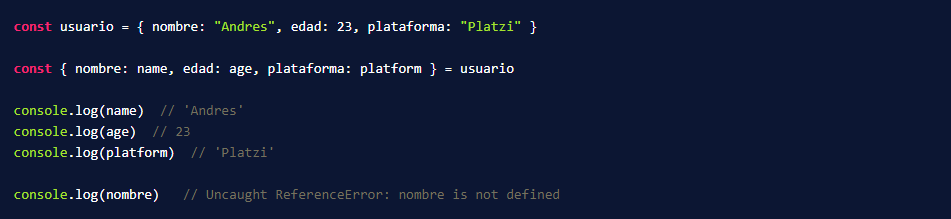 const usuario = { nombre: "Andres", edad: 23, plataforma: "Platzi" }
const { nombre: name, edad: age, plataforma: platform } = usuario
console.log(name)  // 'Andres'
console.log(age)  // 23
console.log(platform)  // 'Platzi'
console.log(nombre)   // Uncaught ReferenceError: nombre is not defined